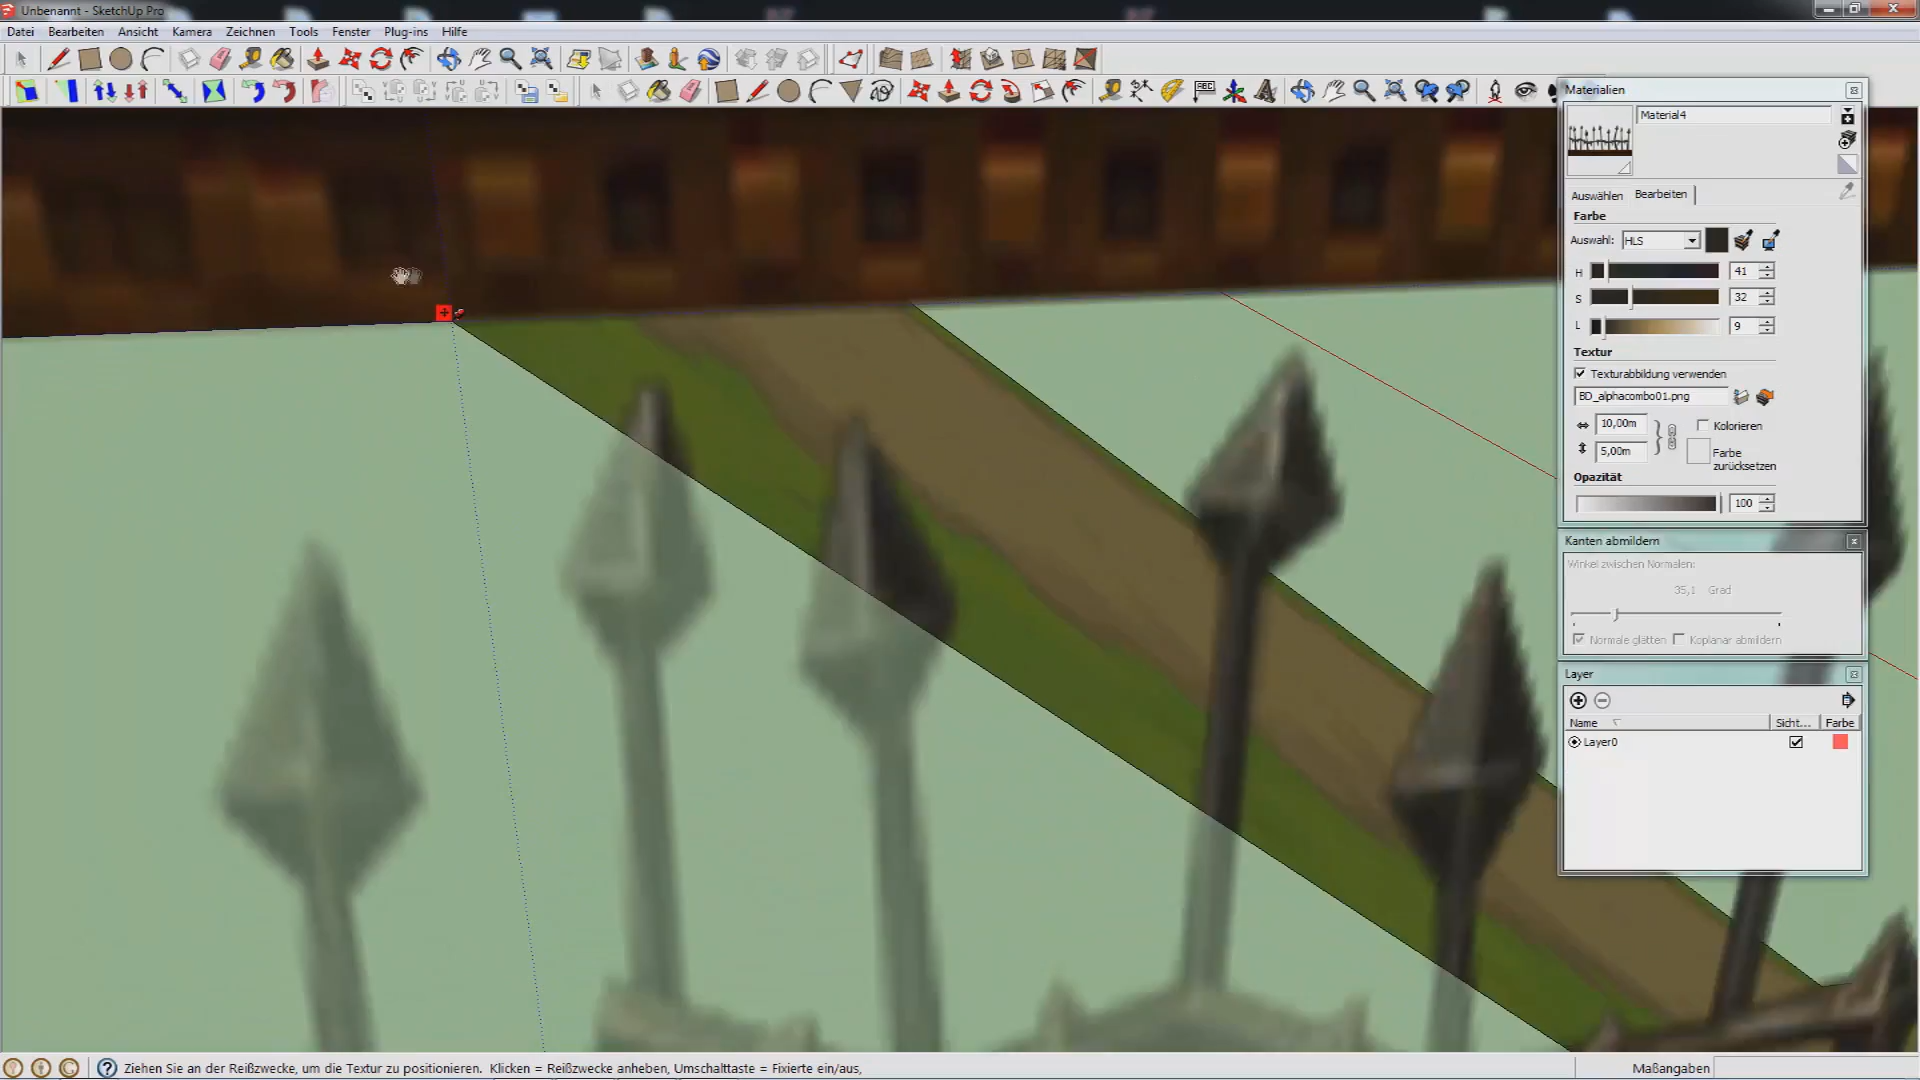 Unbenannt - SketchUp Pro
Datei Bearbeiten Ansicht Kamera Zeichnen Tools Fenster Plug-ins Hilfe
ABC
Materialien
Material4
Auswählen Bearbeiten
Farbe
Auswahl: HLS
H 41
S 32
L 9
Textur
Texturabbildung verwenden
BD_alphacombo01.png
10,00m Kolorieren
5,00m Farbe
zurücksetzen
Opazität
100
Kanten abmildern
Winkel zwischen Normalen:
35,1 Grad
Normale glätten Koplanar abmildern
Layer
Name Sicht... Farbe
Layer0
Ziehen Sie an der Reißzwecke, um die Textur zu positionieren. Klicken = Reißzwecke anheben, Umschalttaste = Fixierte ein/aus,
Maßangaben